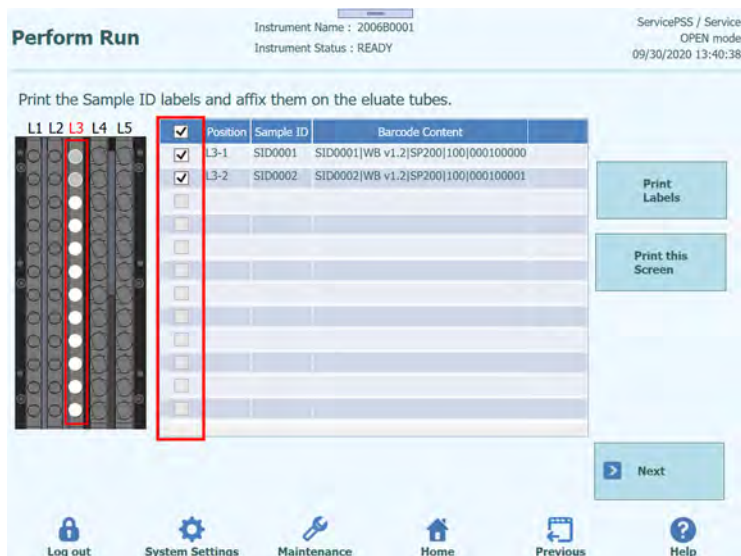 Perform Run
Instrument Name : 2006B0001
Instrument Status : READY
ServicePSS / Service
OPEN mode
09/30/2020 13:40:38
Print the Sample ID labels and affix them on the eluate tubes.
L1 L2 L3 L4 L5
Position Sample ID Barcode Content
L3-1 SID0001 SID0001|WB v1.2|SP200|100|000100000
L3-2 SID0002 SID0002|WB v1.2|SP200|100|000100001
Print
Labels
Print this
Screen
Next
Log out System Settings Maintenance Home Previous Help